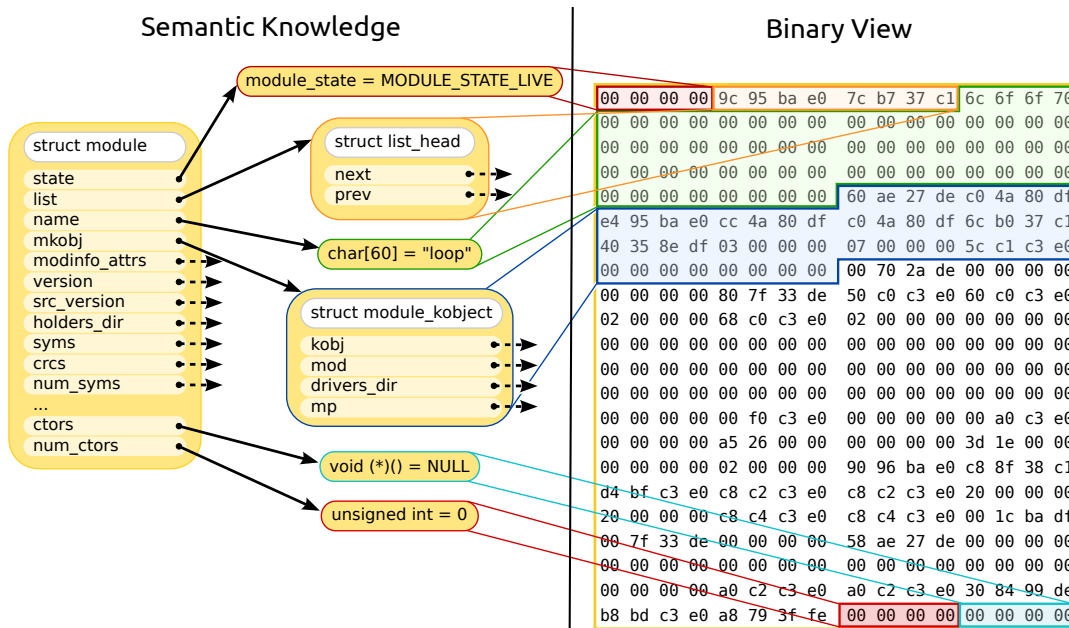 Semantic Knowledge
Binary View
module_state = MODULE_STATE_LIVE
struct module
state
list
name
mkobj
modinfo_attrs
version
src_version
holders_dir
syms
crcs
num_syms
...
ctors
num_ctors
struct list_head
next
prev
char[60] = "loop"
struct module_kobject
kobj
mod
drivers_dir
mp
void (*)() = NULL
unsigned int = 0
00 00 00 00 9c 95 ba e0 7c b7 37 c1 6c 6f 6f 70
00 00 00 00 00 00 00 00 00 00 00 00 00 00 00 00
00 00 00 00 00 00 00 00 00 00 00 00 00 00 00 00
00 00 00 00 00 00 00 00 00 00 00 00 00 00 00 00
00 00 00 00 00 00 00 00 60 ae 27 de c0 4a 80 df
e4 95 ba e0 cc 4a 80 df c0 4a 80 df 6c b0 37 c1
40 35 8e df 03 00 00 00 07 00 00 00 5c c1 c3 e0
00 00 00 00 00 00 00 00 00 70 2a de 00 00 00 00
00 00 00 00 80 7f 33 de 50 c0 c3 e0 60 c0 c3 e0
02 00 00 00 68 c0 c3 e0 02 00 00 00 00 00 00 00
00 00 00 00 00 00 00 00 00 00 00 00 00 00 00 00
00 00 00 00 00 00 00 00 00 00 00 00 00 00 00 00
00 00 00 00 00 00 00 00 00 00 00 00 00 00 00 00
00 00 00 00 00 f0 c3 e0 00 00 00 00 00 a0 c3 e0
00 00 00 00 a5 26 00 00 00 00 00 00 3d 1e 00 00
00 00 00 00 02 00 00 00 90 96 ba e0 c8 8f 38 c1
d4 bf c3 e0 c8 c2 c3 e0 c8 c2 c3 e0 20 00 00 00
20 00 00 00 c8 c4 c3 e0 c8 c4 c3 e0 00 1c ba df
00 7f 33 de 00 00 00 00 58 ae 27 de 00 00 00 00
00 00 00 00 00 00 00 00 00 00 00 00 00 00 00 00
00 00 00 00 a0 c2 c3 e0 a0 c2 c3 e0 30 84 99 de
b8 bd c3 e0 a8 79 3f fe 00 00 00 00 00 00 00 00